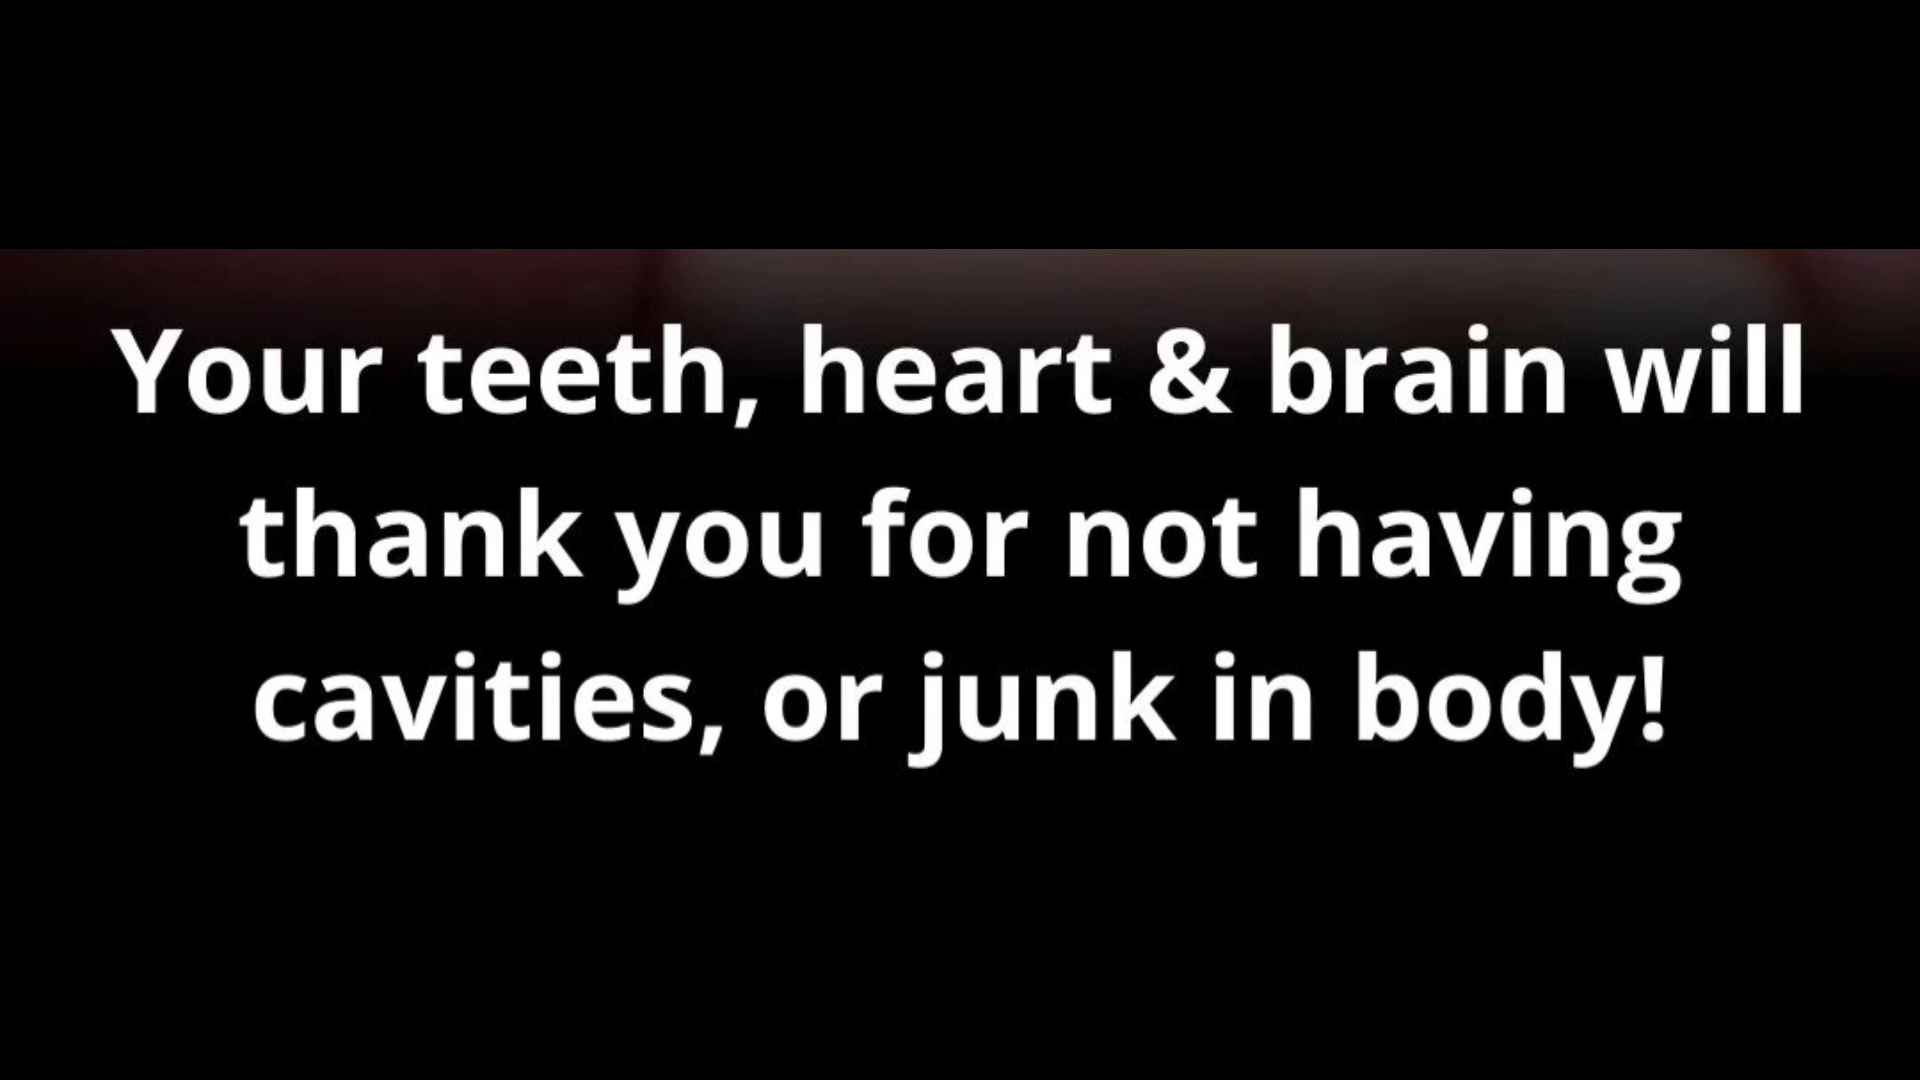 Your teeth, heart & brain will
thank you for not having
cavities, or junk in body!